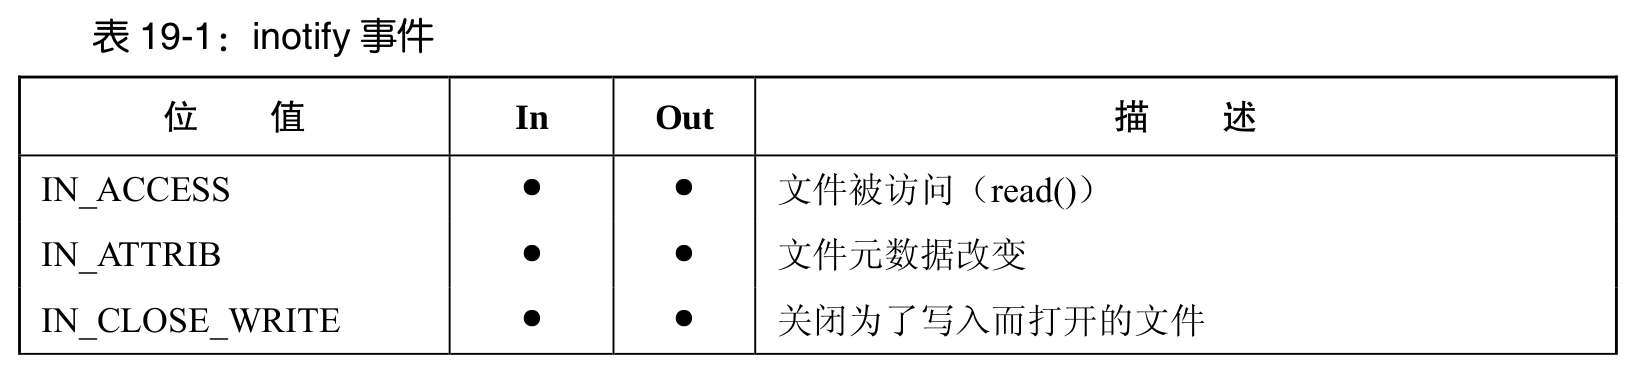 表 19-1：inotify 事件
位 值 In Out 描 述
IN_ACCESS ● ● 文件被访问（read()）
IN_ATTRIB ● ● 文件元数据改变
IN_CLOSE_WRITE ● ● 关闭为了写入而打开的文件